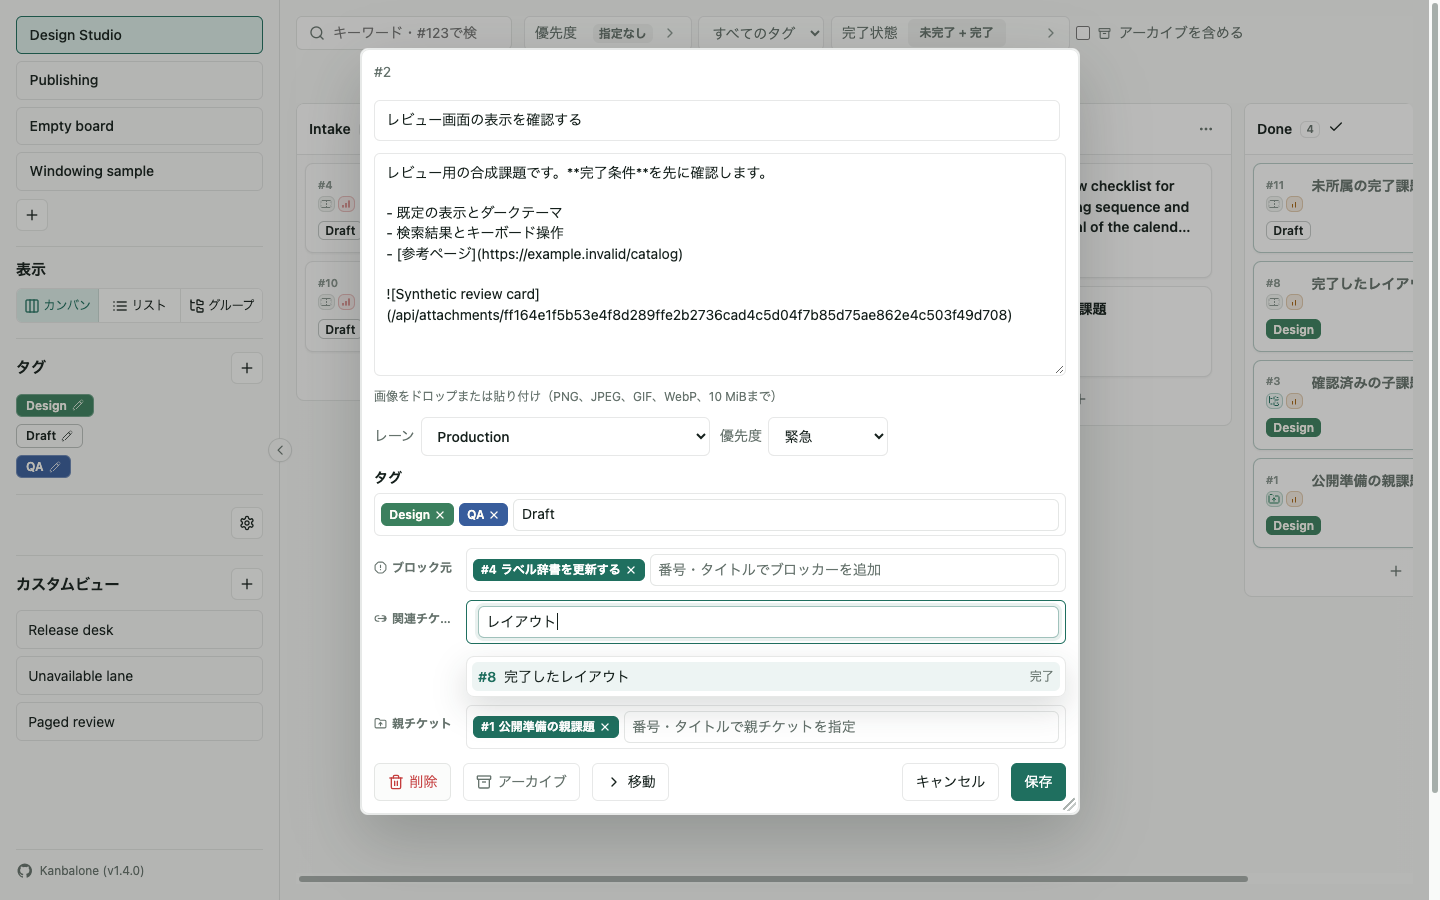 Design Studio
Publishing
Empty board
Windowing sample
表示
カンバン
リスト
グループ
タグ
Design
Draft
QA
カスタムビュー
Release desk
Unavailable lane
Paged review
Kanbalone (v1.4.0)
キーワード・#123で検
優先度 指定なし
すべてのタグ
完了状態 未完了 + 完了
アーカイブを含める
Intake
#4
Draft
#10
Draft
#2
レビュー画面の表示を確認する
レビュー用の合成課題です。**完了条件**を先に確認します。
- 既定の表示とダークテーマ
- 検索結果とキーボード操作
- [参考ページ](https://example.invalid/catalog)
![Synthetic review card]
(/api/attachments/ff164e1f5b53e4f8d289ffe2b2736cad4c5d04f7b85d75ae862e4c503f49d708)
画像をドロップまたは貼り付け（PNG、JPEG、GIF、WebP、10 MiBまで）
レーン Production 優先度 緊急
タグ
Design QA Draft
ブロック元 #4 ラベル辞書を更新する 番号・タイトルでブロッカーを追加
関連チケ... レイアウト
#8 完了したレイアウト 完了
親チケット #1 公開準備の親課題 番号・タイトルで親チケットを指定
削除 アーカイブ 移動 キャンセル 保存
w checklist for
ng sequence and
al of the calend...
課題
Done 4
#11 未所属の完了課
Draft
#8 完了したレイア
Design
#3 確認済みの子課
Design
#1 公開準備の親課
Design